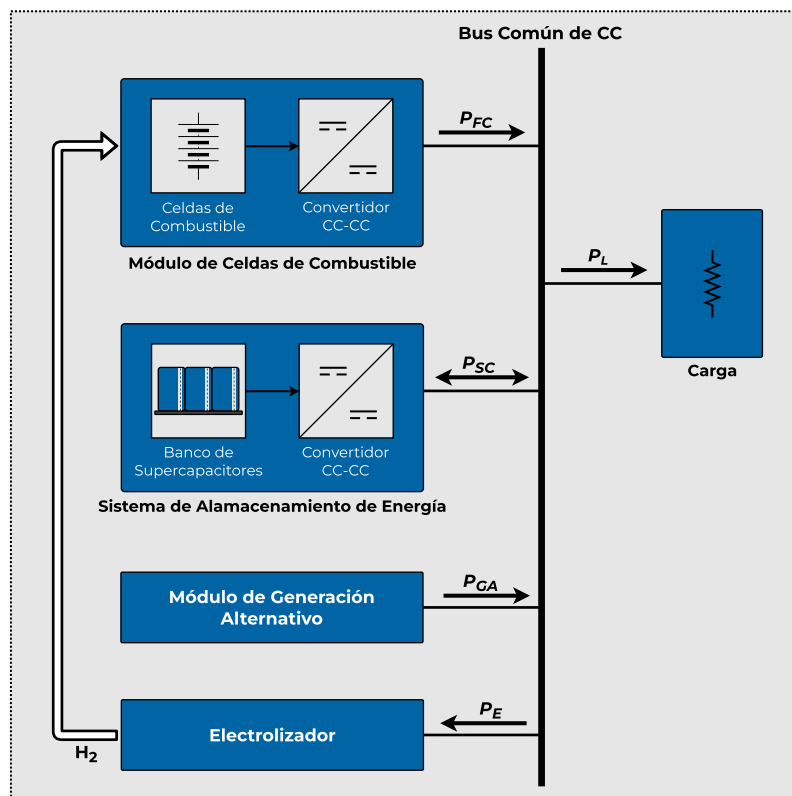 Bus Común de CC
P_FC
Celdas de
Combustible
Convertidor
CC-CC
Módulo de Celdas de Combustible
P_L
Carga
P_SC
Banco de
Supercapacitores
Convertidor
CC-CC
Sistema de Alamacenamiento de Energía
P_GA
Módulo de Generación
Alternativo
P_E
Electrolizador
H₂